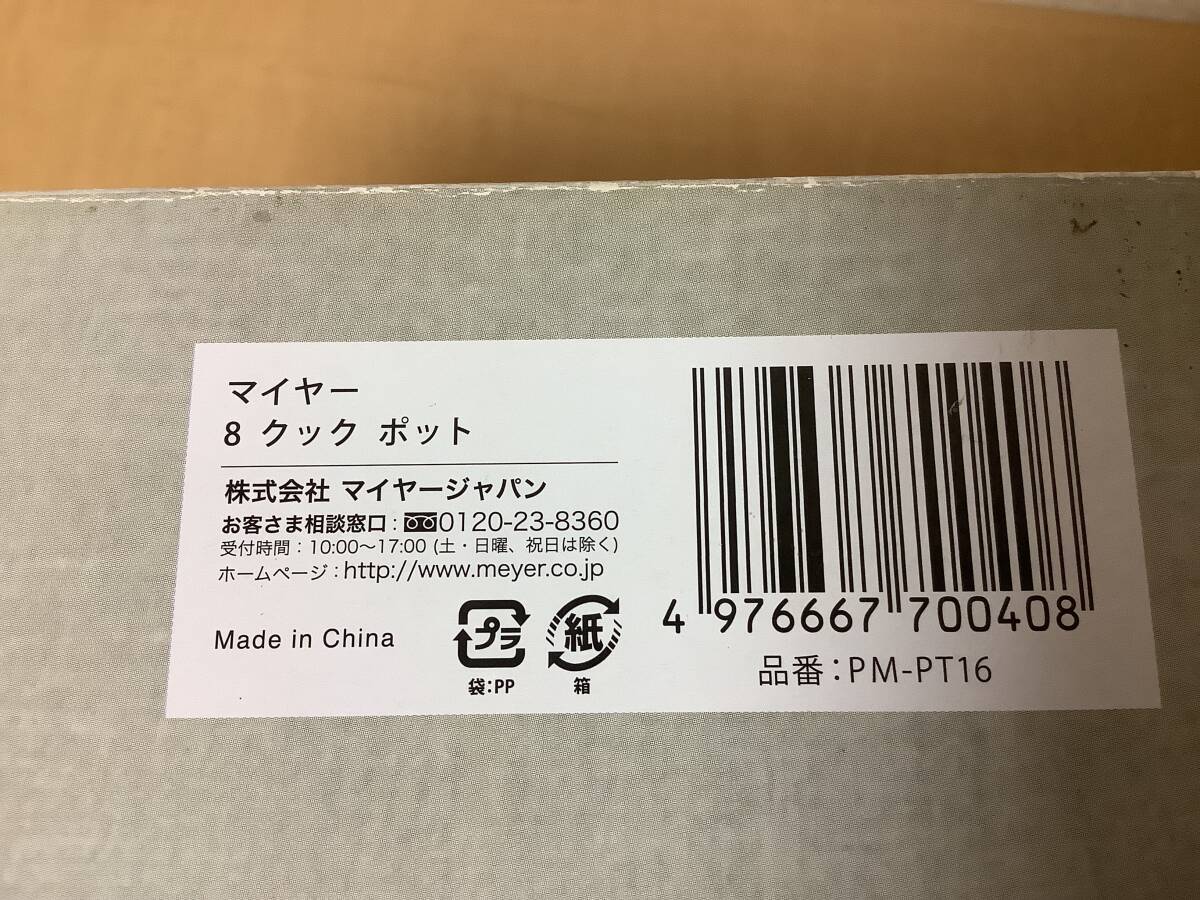 マイヤー
8 クック ポット
株式会社 マイヤージャパン
お客さま相談窓口:0120-23-8360
受付時間:10:00〜17:00 (土・日曜、祝日は除く)
ホームページ:http://www.meyer.co.jp
Made in China
プラ
袋:PP
紙
箱
4 976667 700408
品番:PM-PT16